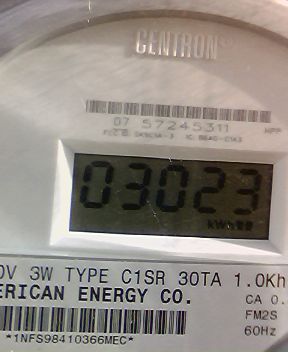 CENTRON
07 57245311
03023
kWh
0V 3W TYPE C1SR 30TA 1.0Kh
ERICAN ENERGY CO.
CA 0.
FM2S
60Hz
*1NFS98410366MEC*